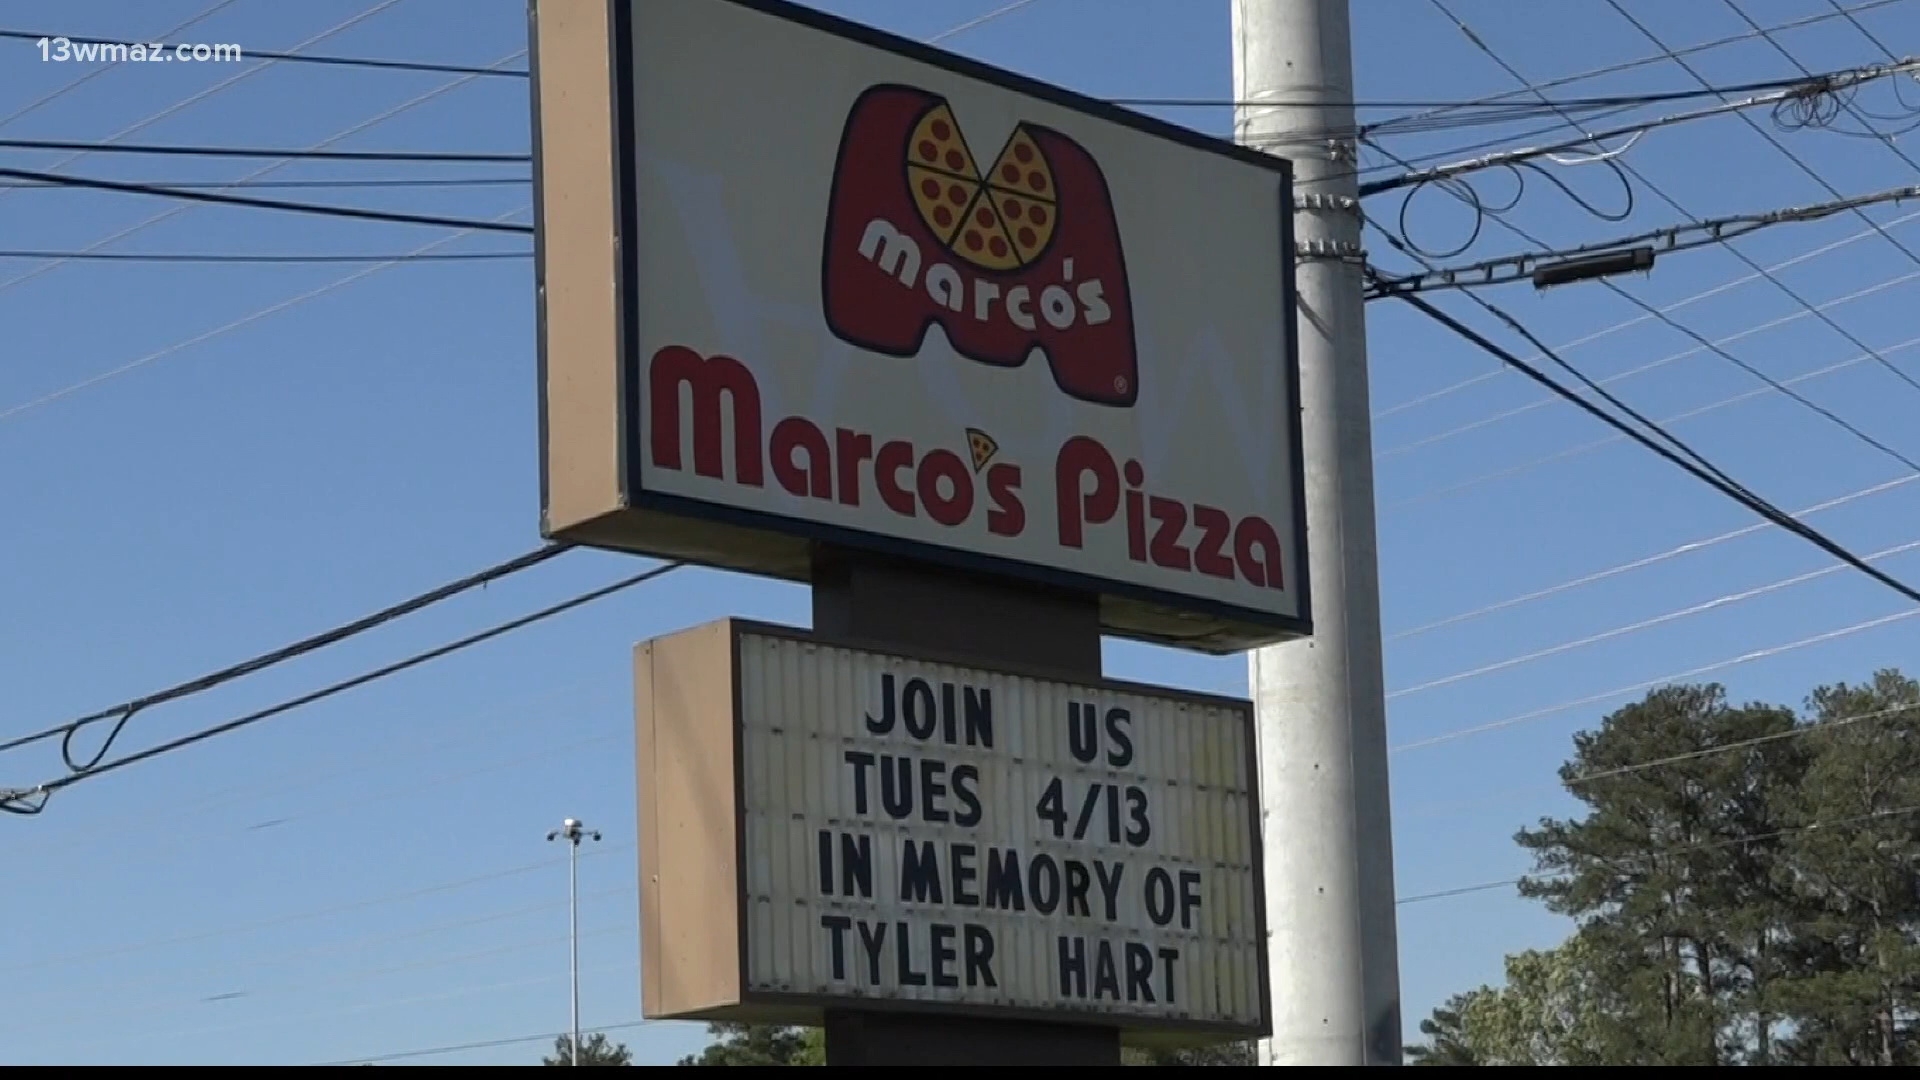 13wmaz.com
marco's
®
Marco's Pizza
JOIN US
TUES 4/13
IN MEMORY OF
TYLER HART